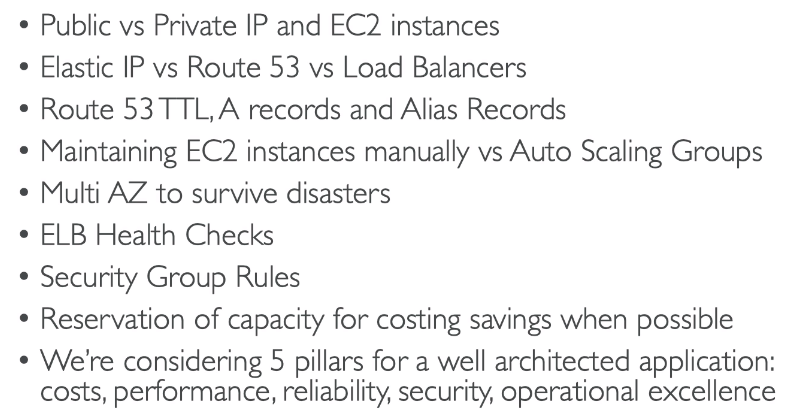 • Public vs Private IP and EC2 instances
• Elastic IP vs Route 53 vs Load Balancers
• Route 53 TTL, A records and Alias Records
• Maintaining EC2 instances manually vs Auto Scaling Groups
• Multi AZ to survive disasters
• ELB Health Checks
• Security Group Rules
• Reservation of capacity for costing savings when possible
• We're considering 5 pillars for a well architected application:
costs, performance, reliability, security, operational excellence